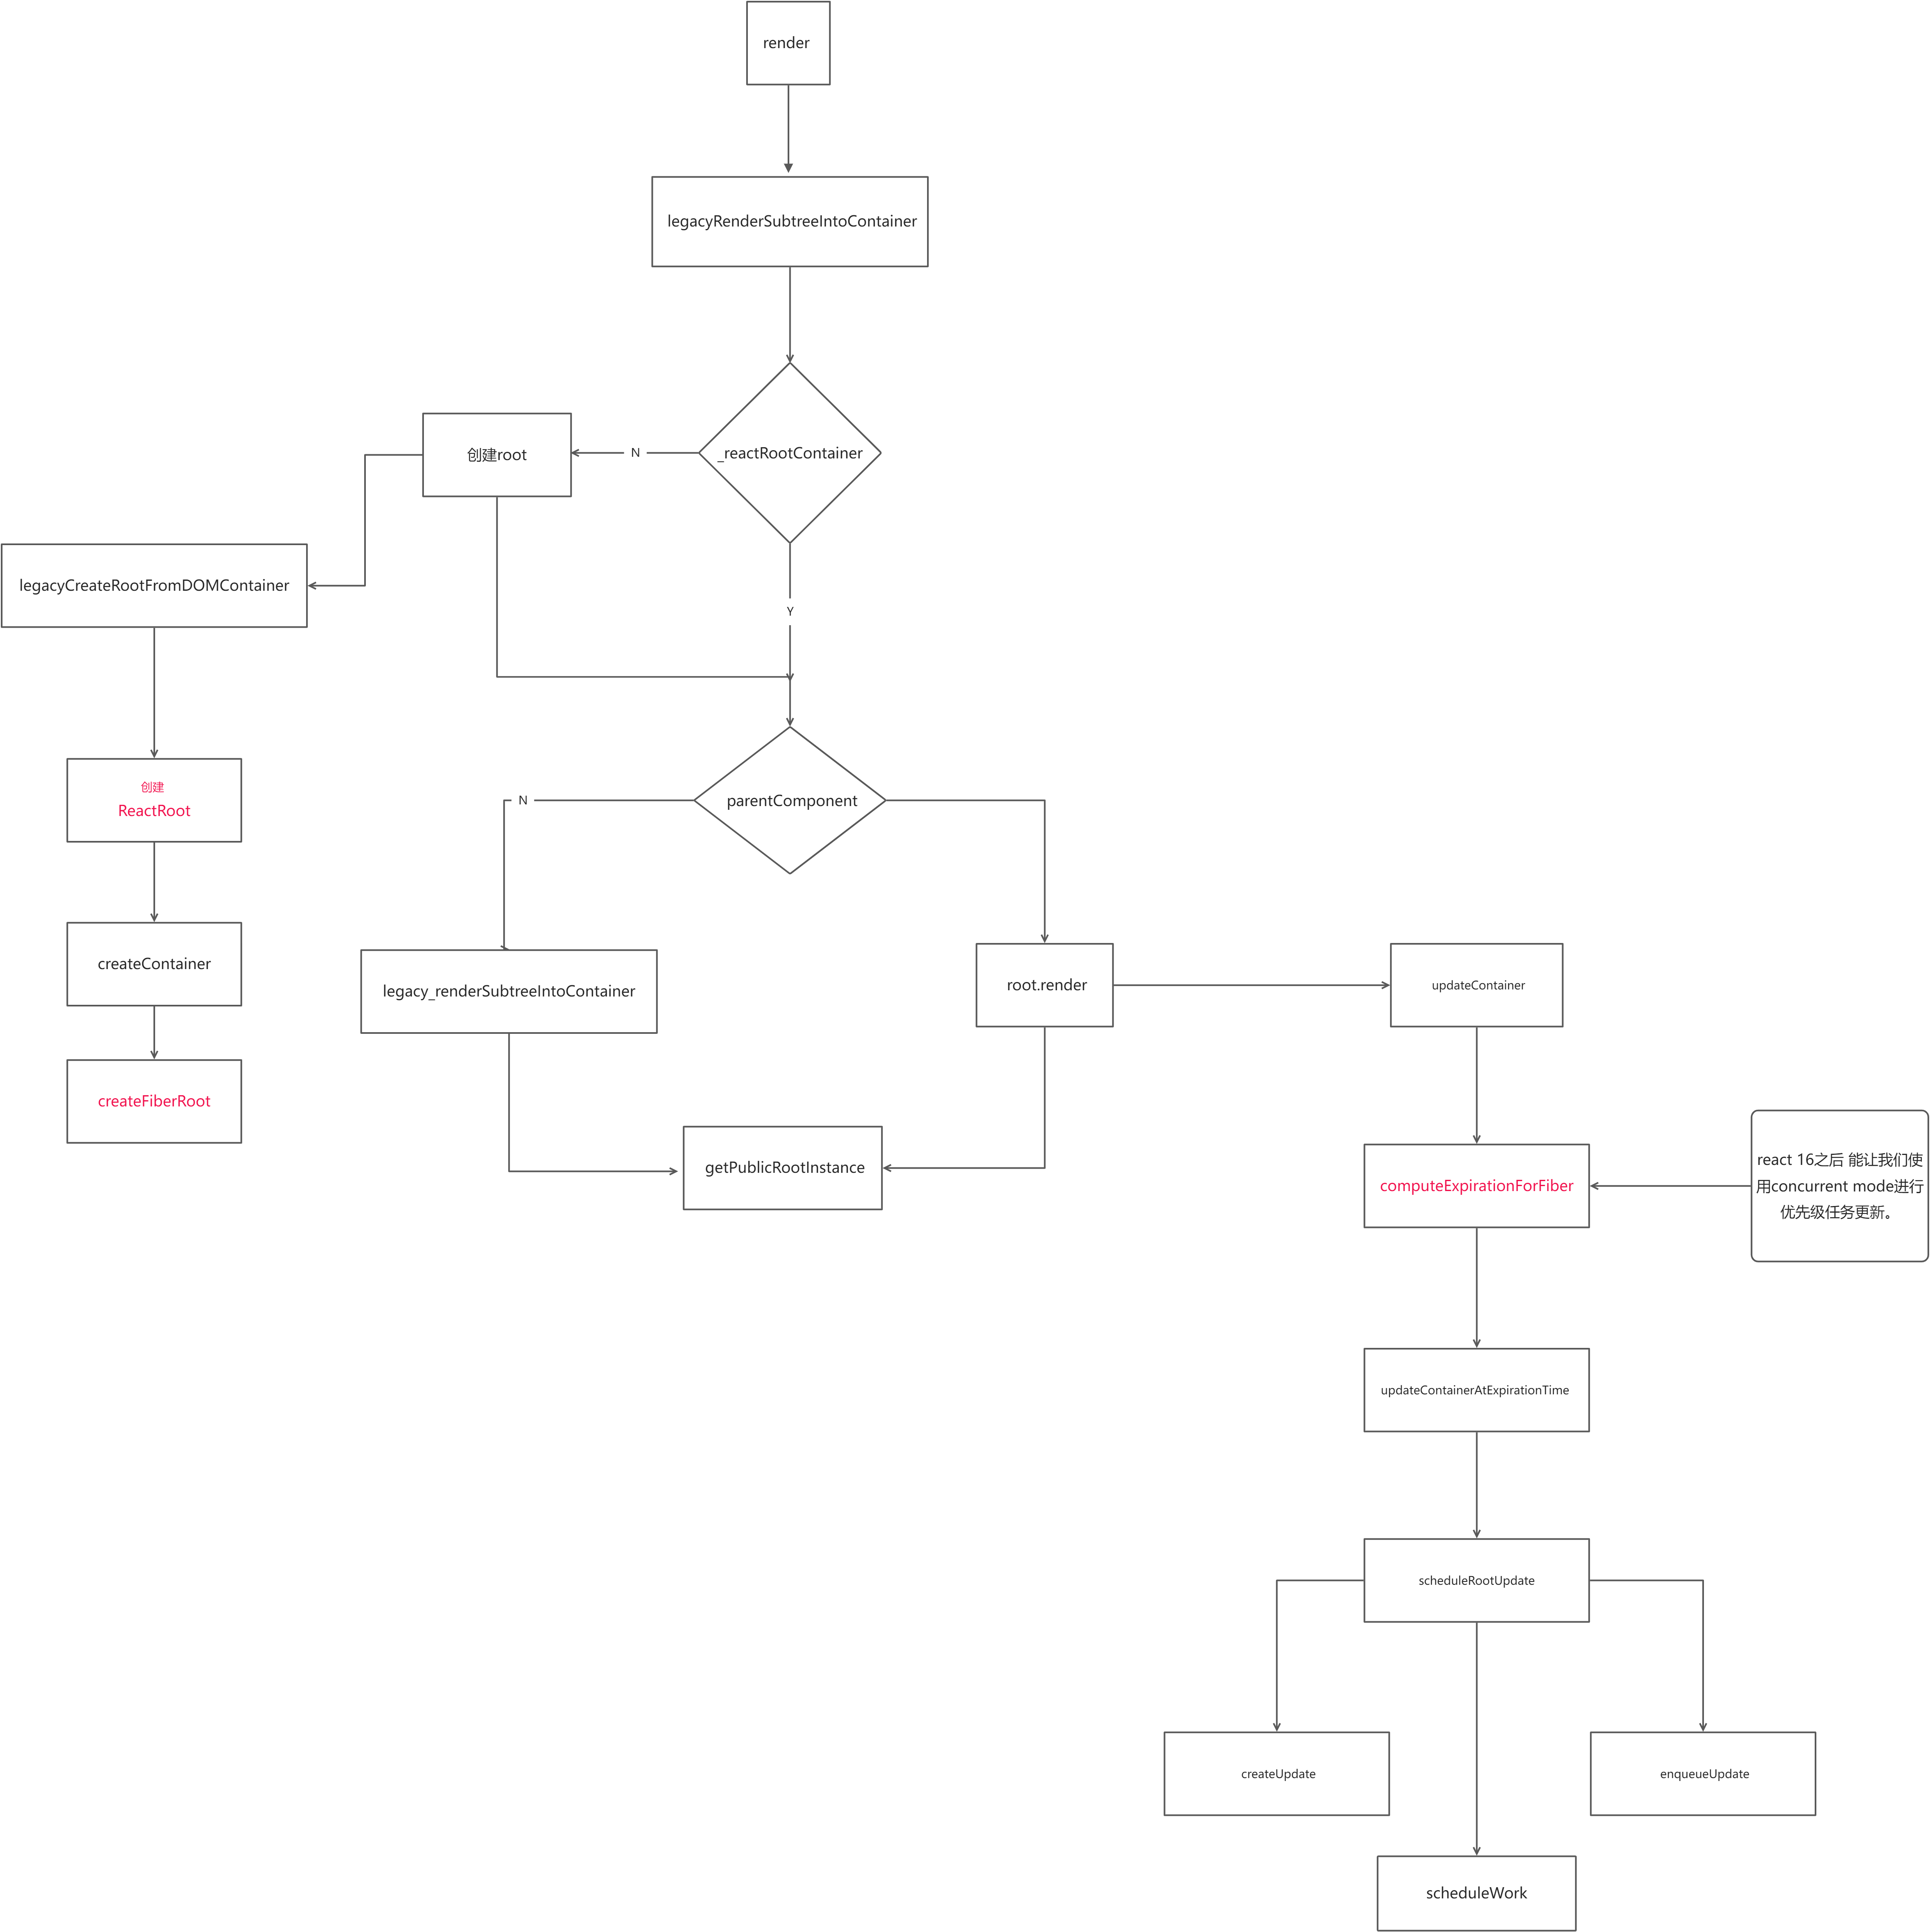 render
legacyRenderSubtreeIntoContainer
_reactRootContainer
N
创建root
Y
legacyCreateRootFromDOMContainer
创建
ReactRoot
createContainer
createFiberRoot
parentComponent
N
legacy_renderSubtreeIntoContainer
root.render
updateContainer
getPublicRootInstance
computeExpirationForFiber
react 16之后 能让我们使
用concurrent mode进行
优先级任务更新。
updateContainerAtExpirationTime
scheduleRootUpdate
createUpdate
enqueueUpdate
scheduleWork